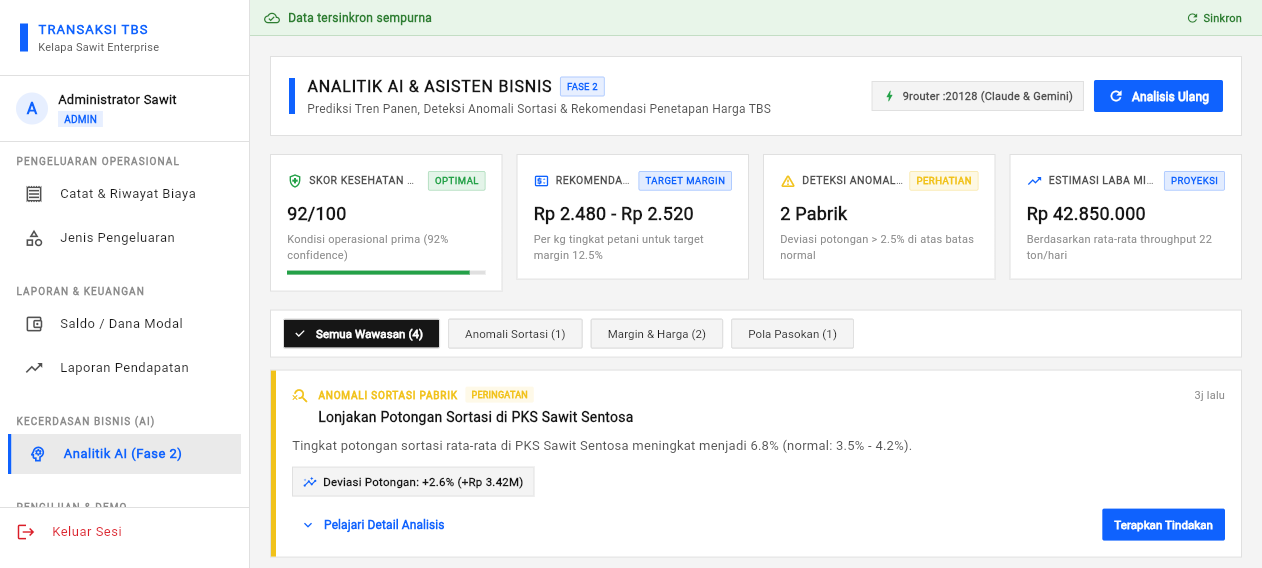 TRANSAKSI TBS
Kelapa Sawit Enterprise
A
Administrator Sawit
ADMIN
PENGELUARAN OPERASIONAL
Catat & Riwayat Biaya
Jenis Pengeluaran
LAPORAN & KEUANGAN
Saldo / Dana Modal
Laporan Pendapatan
KECERDASAN BISNIS (AI)
Analitik AI (Fase 2)
Keluar Sesi
Data tersinkron sempurna
Sinkron
ANALITIK AI & ASISTEN BISNIS
FASE 2
Prediksi Tren Panen, Deteksi Anomali Sortasi & Rekomendasi Penetapan Harga TBS
9router :20128 (Claude & Gemini)
Analisis Ulang
SKOR KESEHATAN ...
OPTIMAL
92/100
Kondisi operasional prima (92%
confidence)
REKOMENDA...
TARGET MARGIN
Rp 2.480 - Rp 2.520
Per kg tingkat petani untuk target
margin 12.5%
DETEKSI ANOMAL...
PERHATIAN
2 Pabrik
Deviasi potongan > 2.5% di atas batas
normal
ESTIMASI LABA MI...
PROYEKSI
Rp 42.850.000
Berdasarkan rata-rata throughput 22
ton/hari
Semua Wawasan (4)
Anomali Sortasi (1)
Margin & Harga (2)
Pola Pasokan (1)
ANOMALI SORTASI PABRIK
PERINGATAN
3j lalu
Lonjakan Potongan Sortasi di PKS Sawit Sentosa
Tingkat potongan sortasi rata-rata di PKS Sawit Sentosa meningkat menjadi 6.8% (normal: 3.5% - 4.2%).
Deviasi Potongan: +2.6% (+Rp 3.42M)
Pelajari Detail Analisis
Terapkan Tindakan